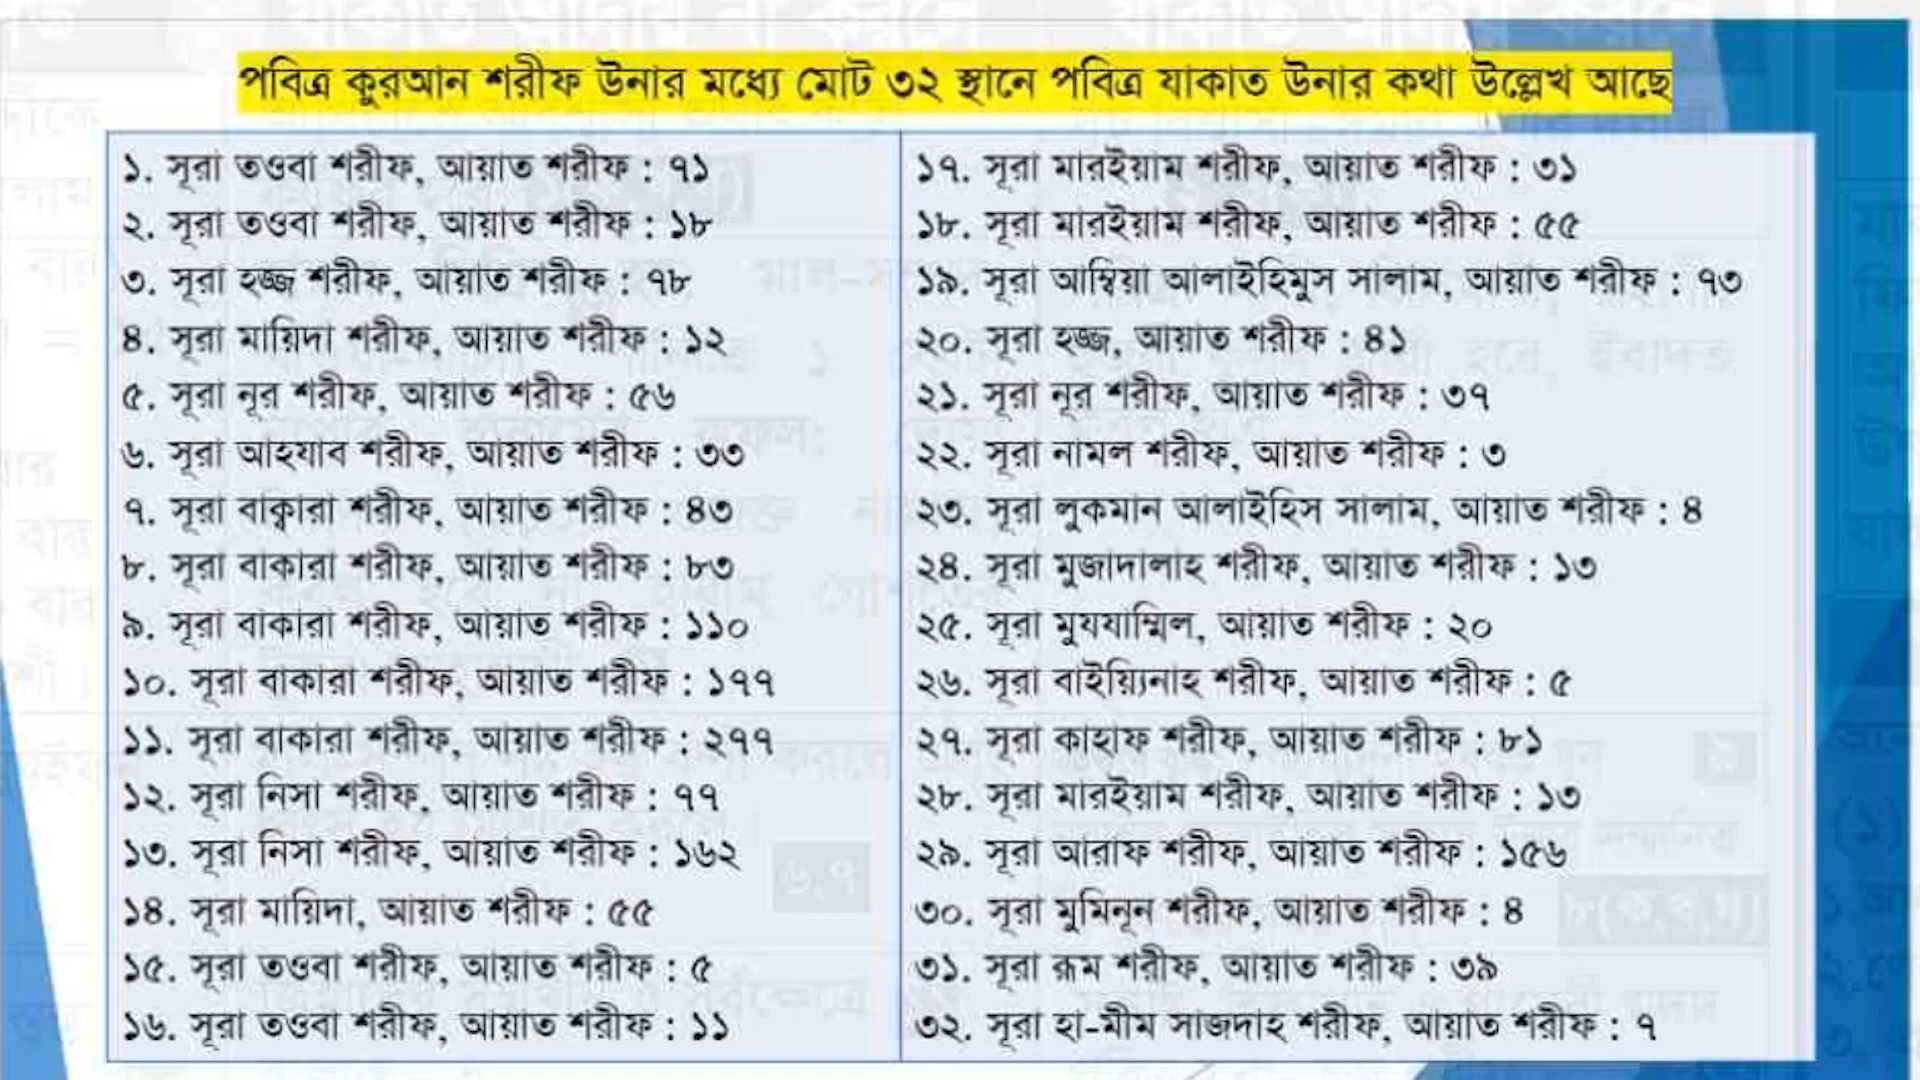 পবিত্র কুরআন শরীফ উনার মধ্যে মোট ৩২ স্থানে পবিত্র যাকাত উনার কথা উল্লেখ আছে
১. সূরা তওবা শরীফ, আয়াত শরীফ : ৭১
২. সূরা তওবা শরীফ, আয়াত শরীফ : ১৮
৩. সূরা হজ্জ শরীফ, আয়াত শরীফ : ৭৮
৪. সূরা মায়িদা শরীফ, আয়াত শরীফ : ১২
৫. সূরা নূর শরীফ, আয়াত শরীফ : ৫৬
৬. সূরা আহযাব শরীফ, আয়াত শরীফ : ৩৩
৭. সূরা বাক্বারা শরীফ, আয়াত শরীফ : ৪৩
৮. সূরা বাকারা শরীফ, আয়াত শরীফ : ৮৩
৯. সূরা বাকারা শরীফ, আয়াত শরীফ : ১১০
১০. সূরা বাকারা শরীফ, আয়াত শরীফ : ১৭৭
১১. সূরা বাকারা শরীফ, আয়াত শরীফ : ২৭৭
১২. সূরা নিসা শরীফ, আয়াত শরীফ : ৭৭
১৩. সূরা নিসা শরীফ, আয়াত শরীফ : ১৬২
১৪. সূরা মায়িদা, আয়াত শরীফ : ৫৫
১৫. সূরা তওবা শরীফ, আয়াত শরীফ : ৫
১৬. সূরা তওবা শরীফ, আয়াত শরীফ : ১১
১৭. সূরা মারইয়াম শরীফ, আয়াত শরীফ : ৩১
১৮. সূরা মারইয়াম শরীফ, আয়াত শরীফ : ৫৫
১৯. সূরা আম্বিয়া আলাইহিমুস সালাম, আয়াত শরীফ : ৭৩
২০. সূরা হজ্জ, আয়াত শরীফ : ৪১
২১. সূরা নূর শরীফ, আয়াত শরীফ : ৩৭
২২. সূরা নামল শরীফ, আয়াত শরীফ : ৩
২৩. সূরা লুকমান আলাইহিস সালাম, আয়াত শরীফ : ৪
২৪. সূরা মুজাদালাহ শরীফ, আয়াত শরীফ : ১৩
২৫. সূরা মুযযাম্মিল, আয়াত শরীফ : ২০
২৬. সূরা বাইয়্যিনাহ শরীফ, আয়াত শরীফ : ৫
২৭. সূরা কাহাফ শরীফ, আয়াত শরীফ : ৮১
২৮. সূরা মারইয়াম শরীফ, আয়াত শরীফ : ১৩
২৯. সূরা আরাফ শরীফ, আয়াত শরীফ : ১৫৬
৩০. সূরা মুমিনূন শরীফ, আয়াত শরীফ : ৪
৩১. সূরা রূম শরীফ, আয়াত শরীফ : ৩৯
৩২. সূরা হা-মীম সাজদাহ শরীফ, আয়াত শরীফ : ৭